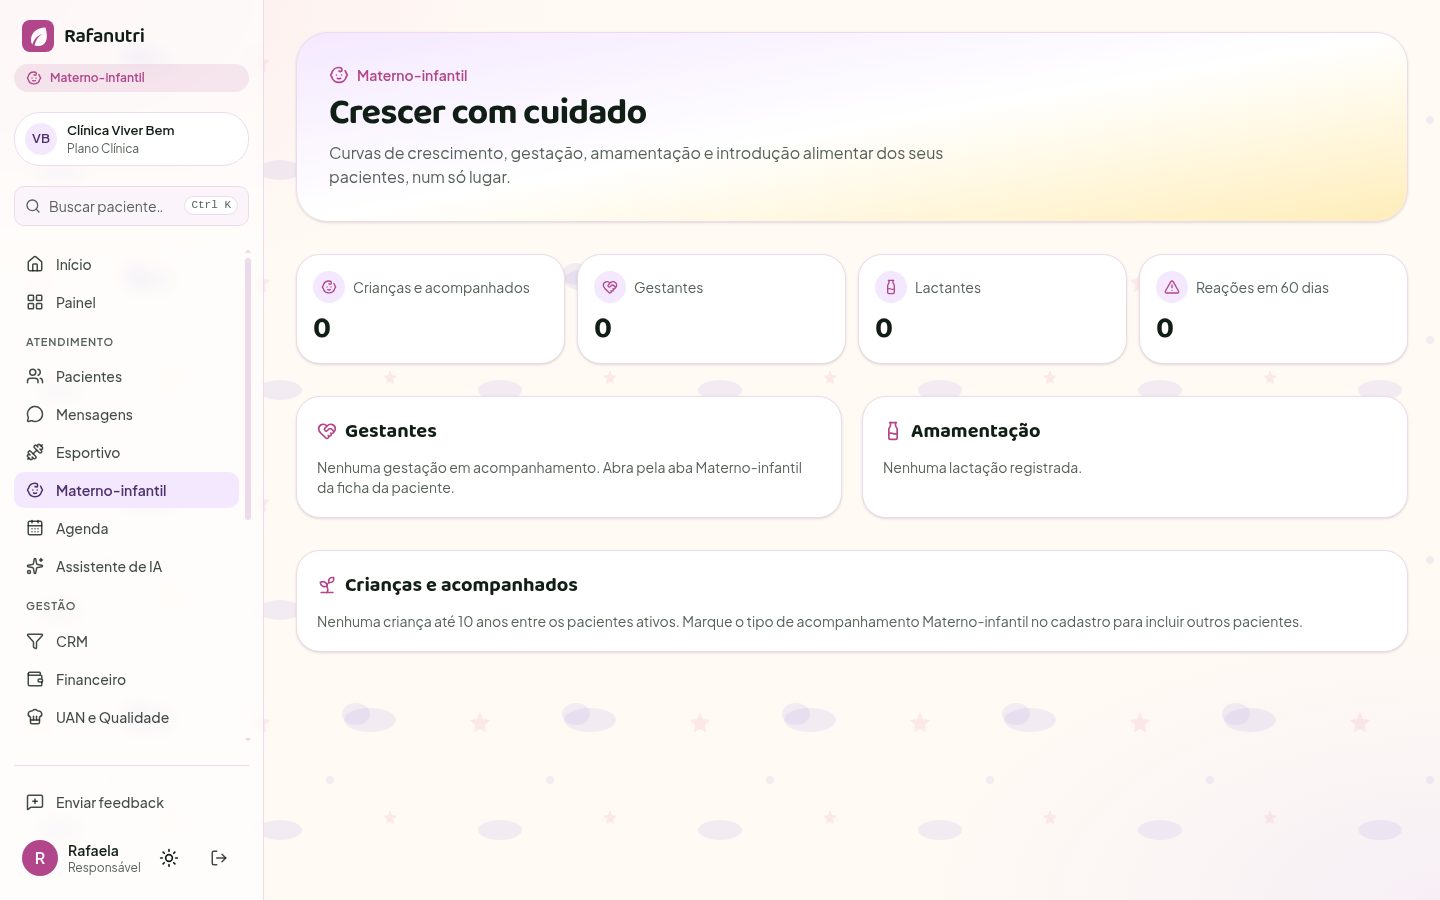 Rafanutri
Materno-infantil
VB
Clínica Viver Bem
Plano Clínica
Buscar paciente..
Ctrl K
Início
Painel
ATENDIMENTO
Pacientes
Mensagens
Esportivo
Materno-infantil
Agenda
Assistente de IA
GESTÃO
CRM
Financeiro
UAN e Qualidade
Enviar feedback
R
Rafaela
Responsável
Materno-infantil
Crescer com cuidado
Curvas de crescimento, gestação, amamentação e introdução alimentar dos seus
pacientes, num só lugar.
Crianças e acompanhados
0
Gestantes
0
Lactantes
0
Reações em 60 dias
0
Gestantes
Nenhuma gestação em acompanhamento. Abra pela aba Materno-infantil
da ficha da paciente.
Amamentação
Nenhuma lactação registrada.
Crianças e acompanhados
Nenhuma criança até 10 anos entre os pacientes ativos. Marque o tipo de acompanhamento Materno-infantil no cadastro para incluir outros pacientes.